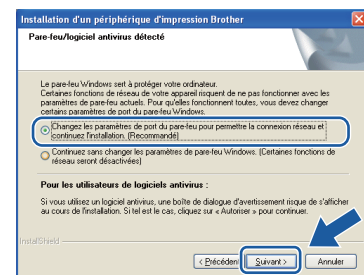 Installation d'un périphérique d'impression Brother
Pare-feu/logiciel antivirus détecté
Le pare-feu Windows sert à protéger votre ordinateur.
Certaines fonctions de réseau de votre appareil risquent de ne pas fonctionner avec les
paramètres de pare-feu actuels. Pour qu'elles fonctionnent toutes, vous devez changer
certains paramètres de port du pare-feu Windows.
Changez les paramètres de port du pare-feu pour permettre la connexion réseau et
continuez l'installation. (Recommandé)
Continuez sans changer les paramètres de pare-feu Windows. (Certaines fonctions de
réseau seront désactivées)
Pour les utilisateurs de logiciels antivirus :
Si vous utilisez un logiciel antivirus, une boîte de dialogue d'avertissement risque de s'afficher
au cours de l'installation. Si tel est le cas, cliquez sur « Autoriser » pour continuer.
InstallShield
< Précédent
Suivant >
Annuler